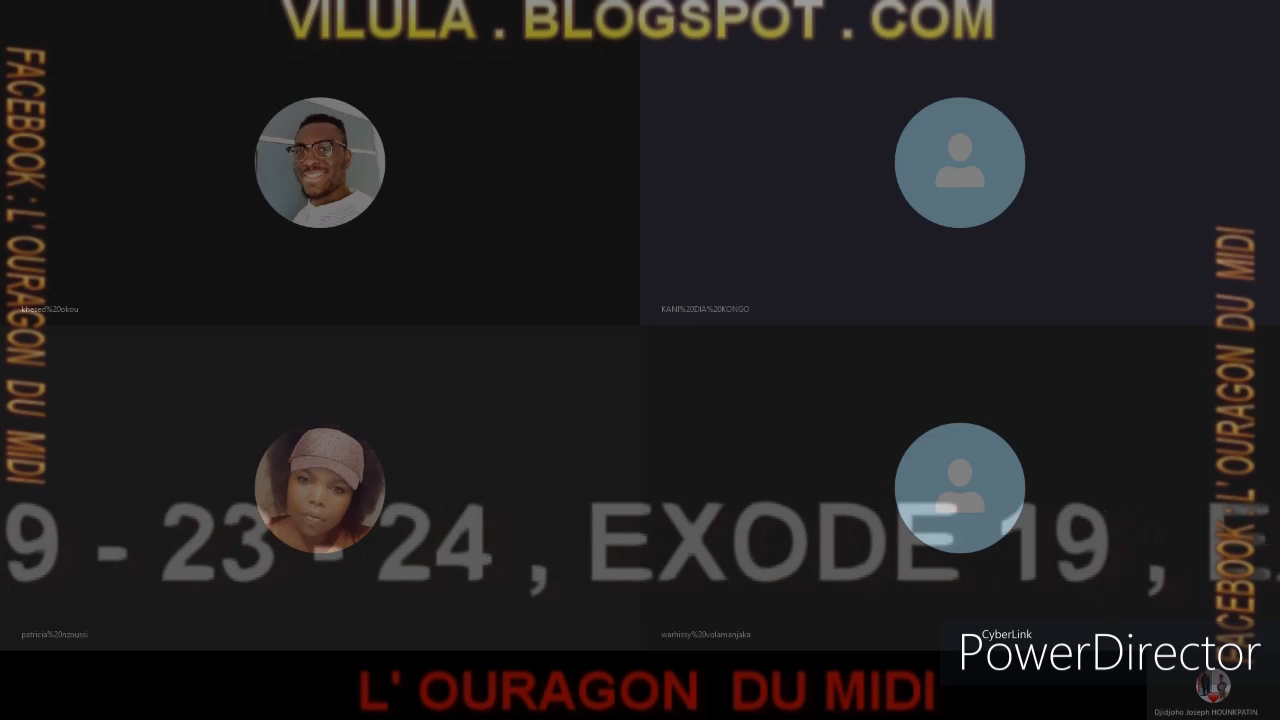 VILULA . BLOGSPOT . COM
FACEBOOK : L' OURAGON DU MIDI
khesed%20okou
KANI%20DIA%20KONGO
FACEBOOK : L' OURAGON DU MIDI
9 - 23 - 24 , EXODE 19 ,
patricia%20nzoussi
warhissy%20volamanjaka
CyberLink
PowerDirector
L' OURAGON DU MIDI
Djidjoho Joseph HOUNKPATIN